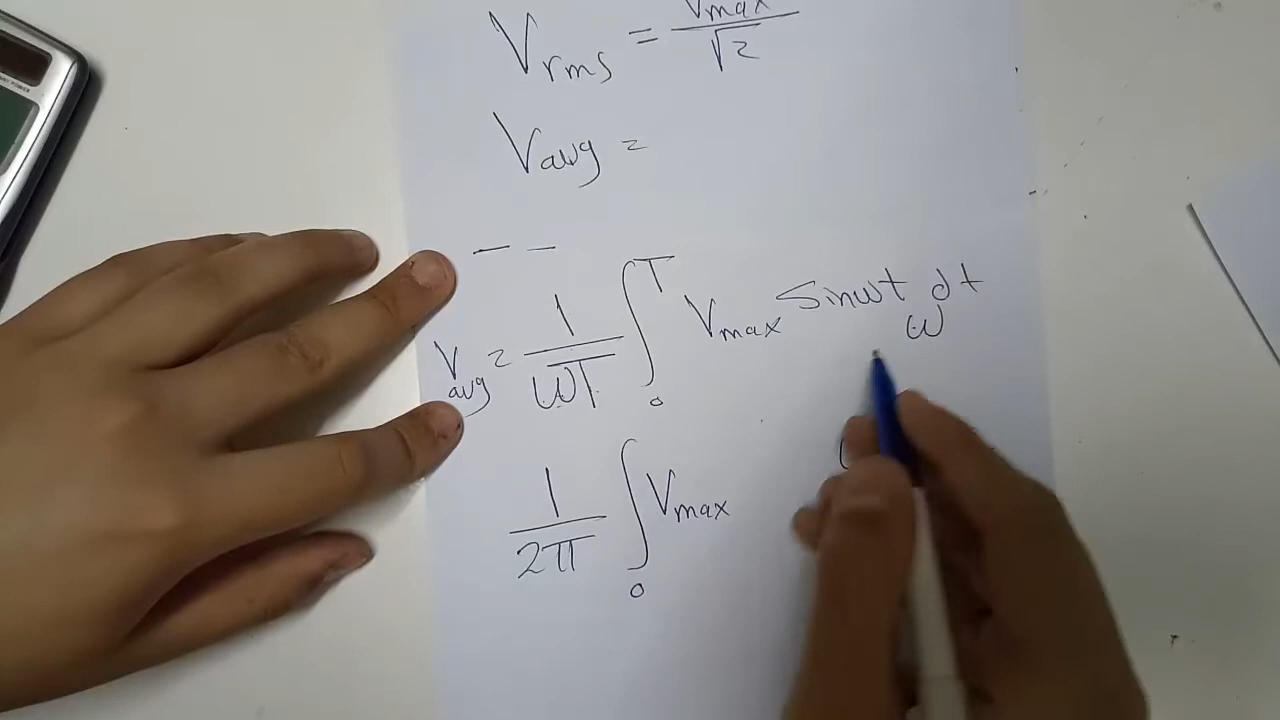 Vrms = Vmax/√2
Vavg =
Vavg = 1/ωT ∫₀ᵀ Vmax sinωt dt
ω
1/2π ∫₀ Vmax